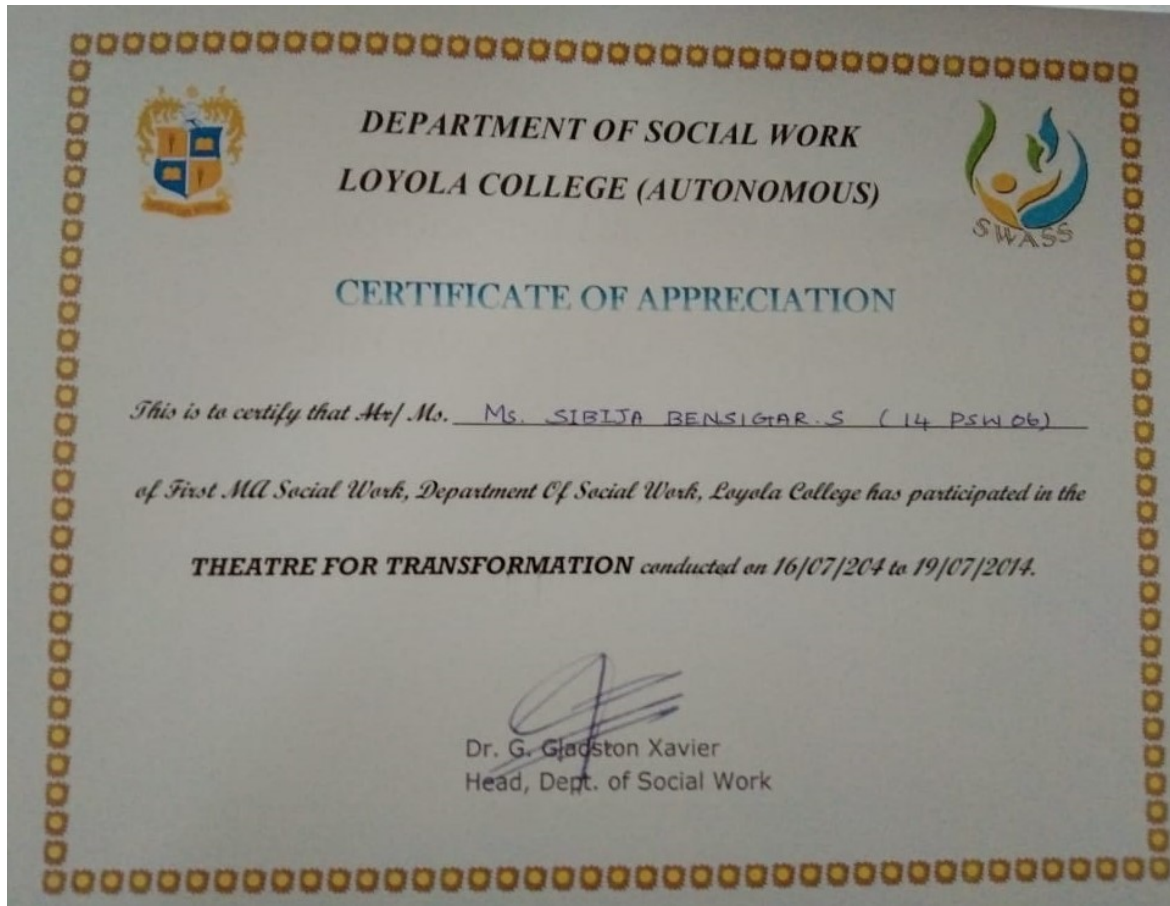 DEPARTMENT OF SOCIAL WORK
LOYOLA COLLEGE (AUTONOMOUS)
SWASS
CERTIFICATE OF APPRECIATION
This is to certify that Mr/ Ms. Ms. SIBIJA BENSIGAR.S (14 PSW 06)
of First MA Social Work, Department Of Social Work, Loyola College has participated in the
THEATRE FOR TRANSFORMATION conducted on 16/07/204 to 19/07/2014.
Dr. G. Gladston Xavier
Head, Dept. of Social Work